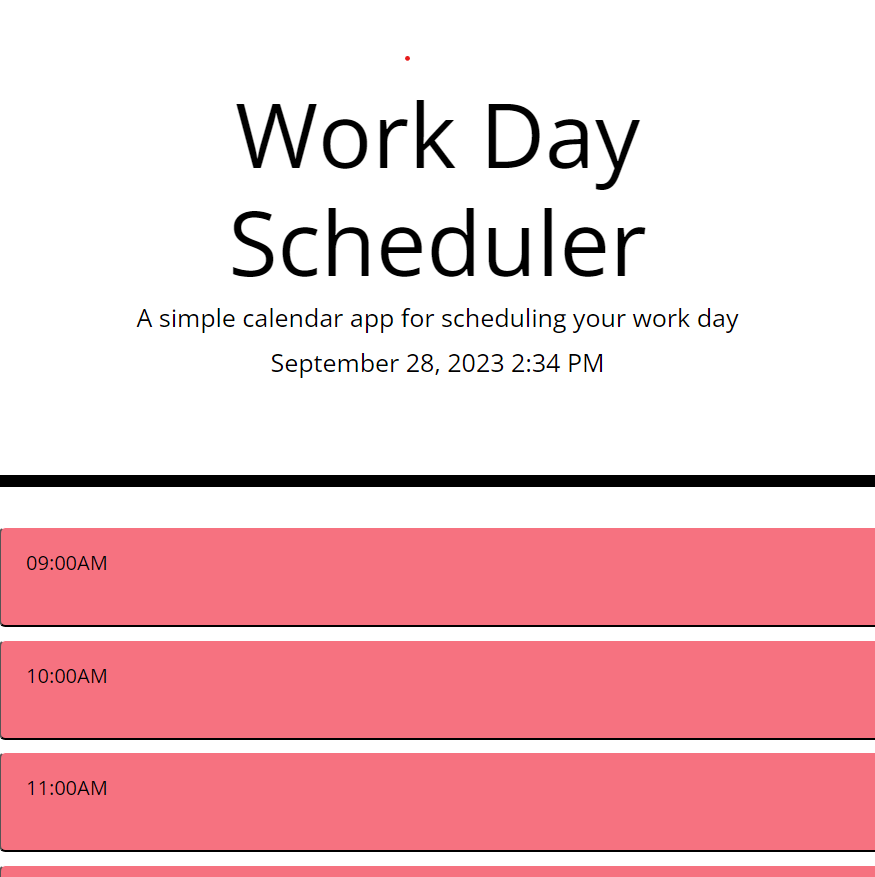 Work Day
Scheduler
A simple calendar app for scheduling your work day
September 28, 2023 2:34 PM
09:00AM
10:00AM
11:00AM